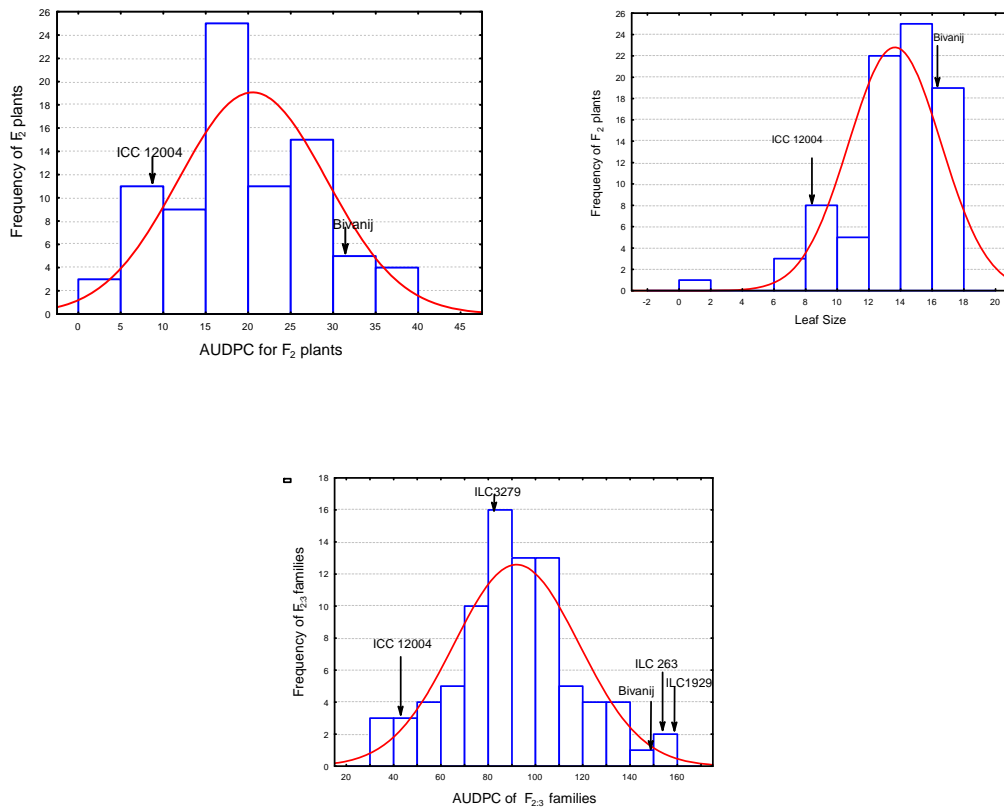 26
24
22
20
18
16
14
12
10
8
6
4
2
0
Frequency of F2 plants
ICC 12004
Bivanij
0 5 10 15 20 25 30 35 40 45
AUDPC for F2 plants
26
24
22
20
18
16
14
12
10
8
6
4
2
0
Frequency of F2 plants
Bivanij
ICC 12004
-2 0 2 4 6 8 10 12 14 16 18 20
Leaf Size
18
16
14
12
10
8
6
4
2
0
Frequency of F2:3 families
ILC3279
ICC 12004
ILC 263
ILC1929
Bivanij
20 40 60 80 100 120 140 160
AUDPC of F2:3 families